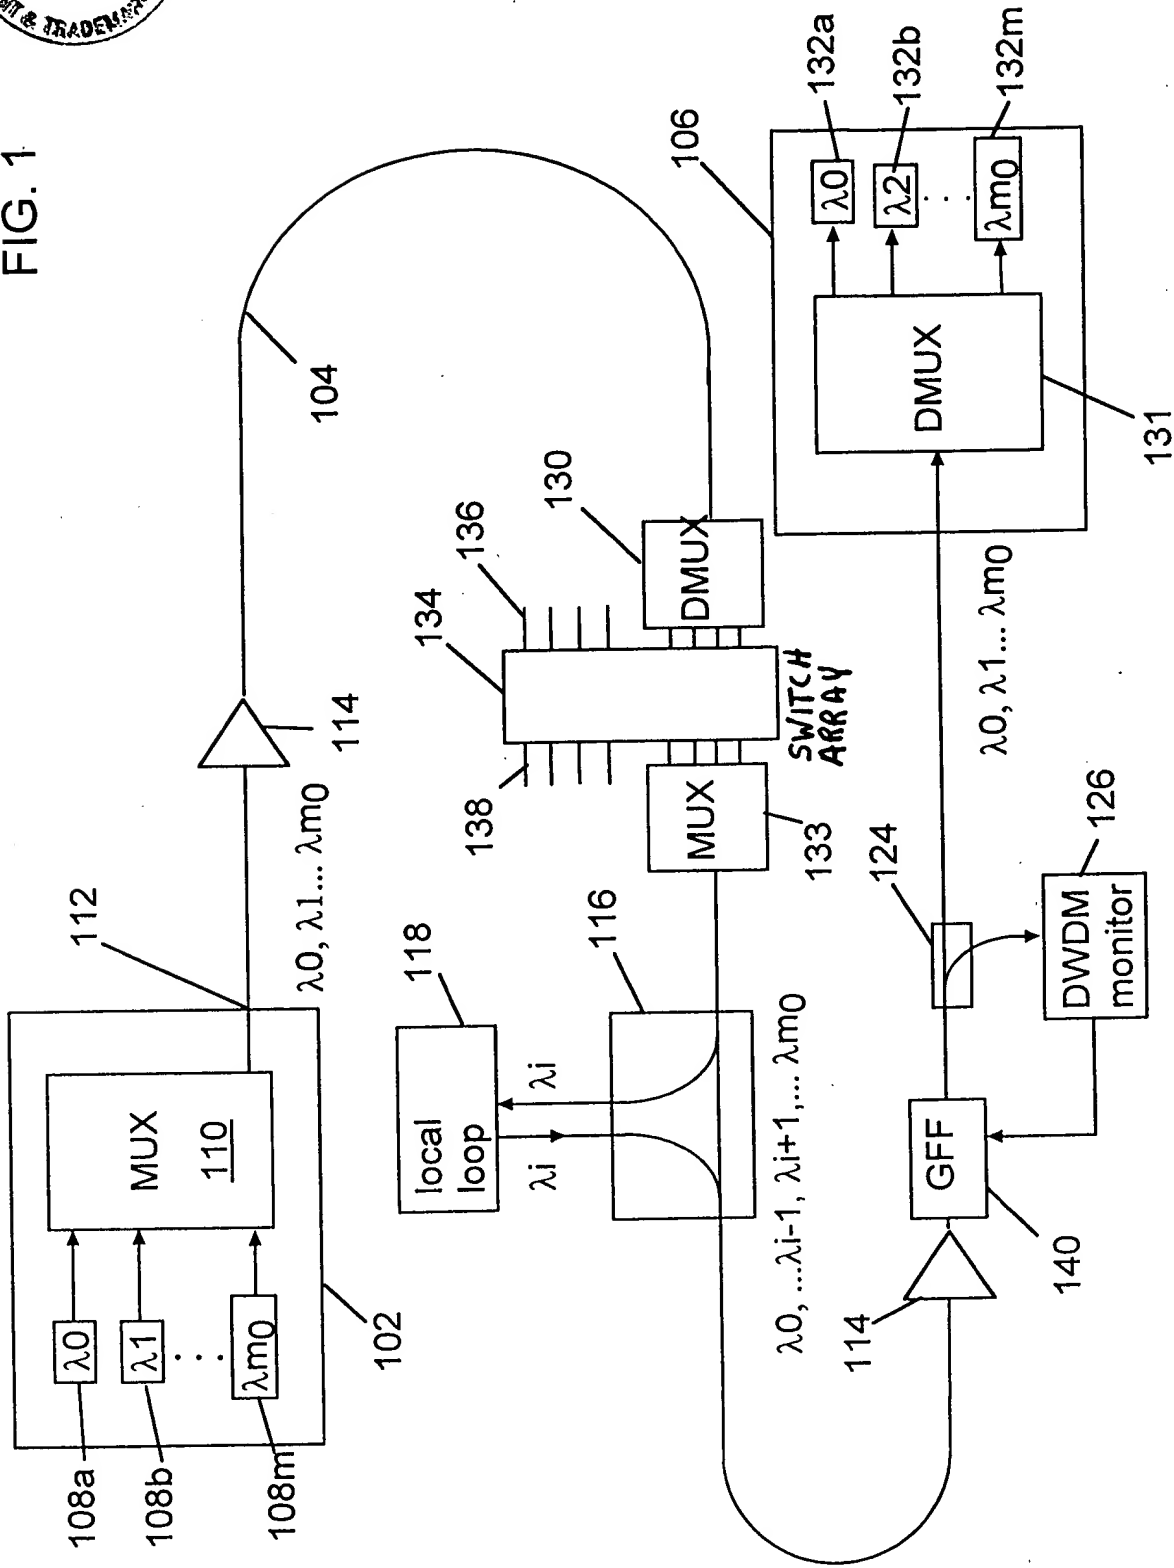 & TRADEMAR
FIG. 1
108a
108b
108m
λ0
λ1
. . .
λm0
MUX
110
102
112
λ0, λ1... λm0
114
104
118
local
loop
λi
λi
116
138
134
136
130
MUX
133
SWITCH
ARRAY
DMUX
λ0, ...λi-1, λi+1,... λm0
114
GFF
140
124
DWDM
monitor
126
λ0, λ1... λm0
106
DMUX
131
λ0
λ2
. . .
λm0
132a
132b
132m